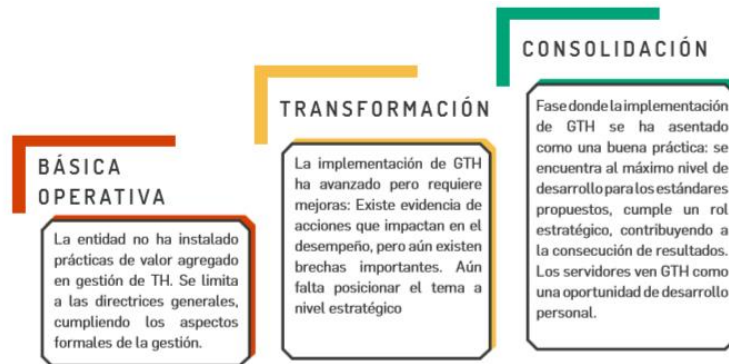 BÁSICA
OPERATIVA
La entidad no ha instalado
prácticas de valor agregado
en gestión de TH. Se limita
a las directrices generales,
cumpliendo los aspectos
formales de la gestión.
TRANSFORMACIÓN
La implementación de GTH
ha avanzado pero requiere
mejoras: Existe evidencia de
acciones que impactan en el
desempeño, pero aún existen
brechas importantes. Aún
falta posicionar el tema a
nivel estratégico
CONSOLIDACIÓN
Fase donde la implementación
de GTH se ha asentado
como una buena práctica: se
encuentra al máximo nivel de
desarrollo para los estándares
propuestos, cumple un rol
estratégico, contribuyendo a
la consecución de resultados.
Los servidores ven GTH como
una oportunidad de desarrollo
personal.